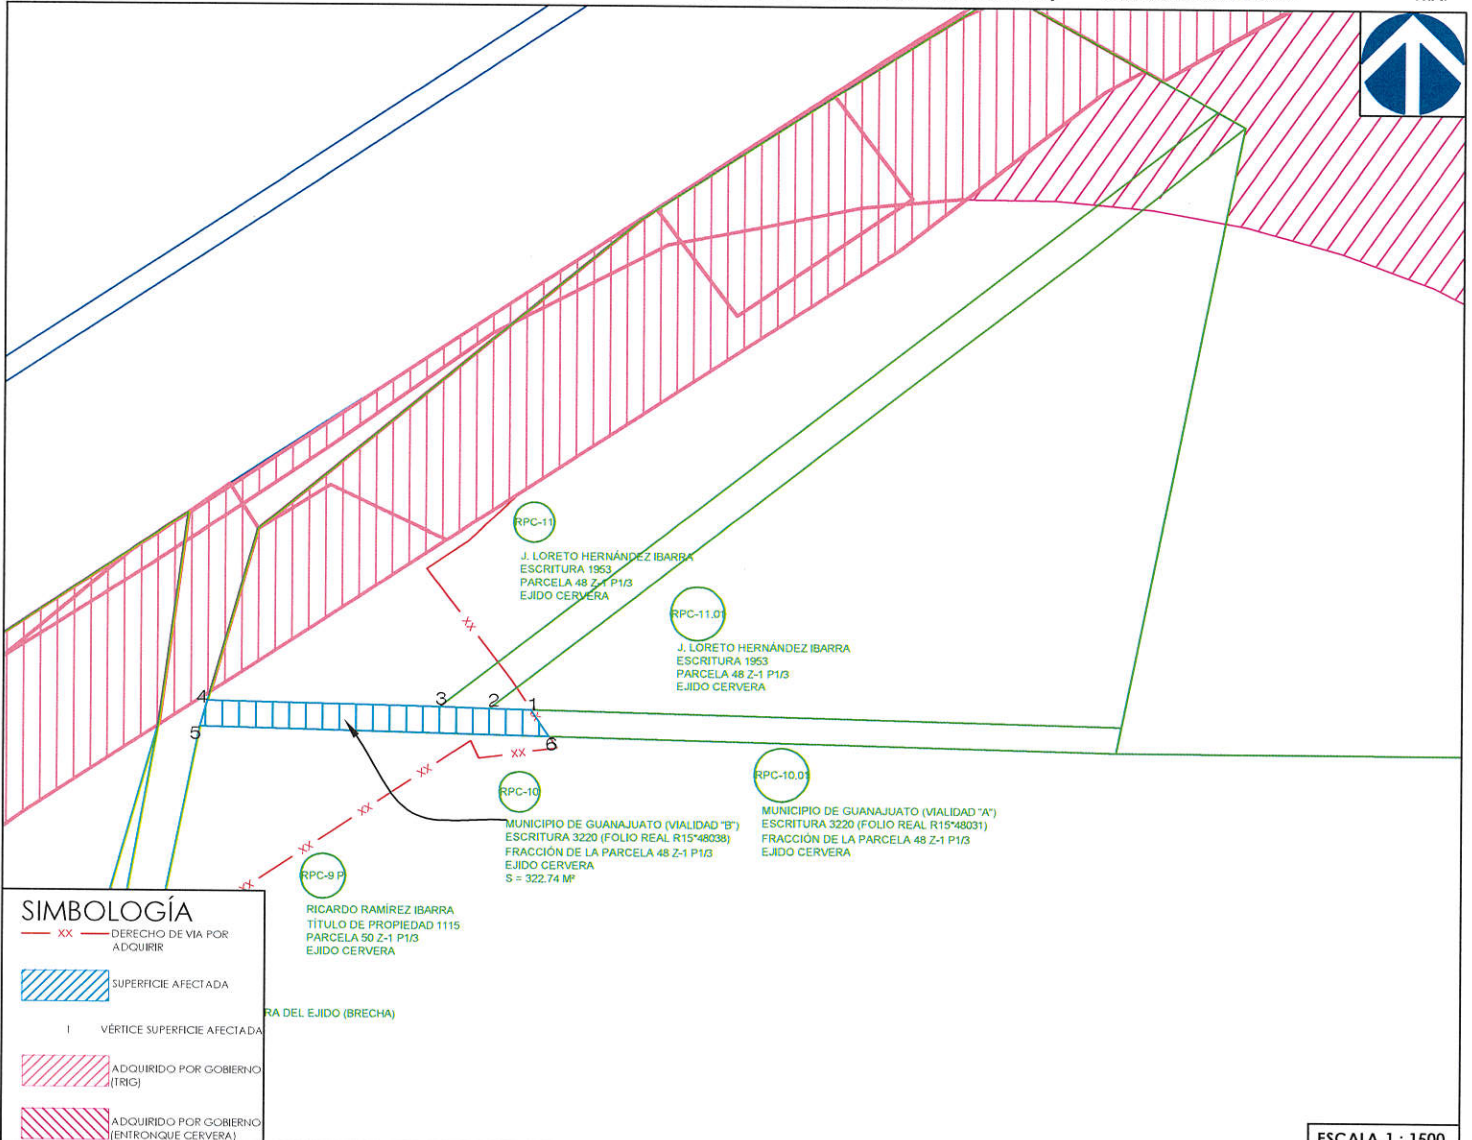 RPC-11
J. LORETO HERNÁNDEZ IBARRA
ESCRITURA 1953
PARCELA 48 Z-1 P1/3
EJIDO CERVERA
RPC-11.01
J. LORETO HERNÁNDEZ IBARRA
ESCRITURA 1953
PARCELA 48 Z-1 P1/3
EJIDO CERVERA
XX
4
3
2
1
X
5
6
XX
XX
XX
XX
XX
RPC-10
MUNICIPIO DE GUANAJUATO (VIALIDAD "B")
ESCRITURA 3220 (FOLIO REAL R15*48038)
FRACCIÓN DE LA PARCELA 48 Z-1 P1/3
EJIDO CERVERA
S = 322.74 M²
RPC-10.01
MUNICIPIO DE GUANAJUATO (VIALIDAD "A")
ESCRITURA 3220 (FOLIO REAL R15*48031)
FRACCIÓN DE LA PARCELA 48 Z-1 P1/3
EJIDO CERVERA
RPC-9 P
RICARDO RAMÍREZ IBARRA
TÍTULO DE PROPIEDAD 1115
PARCELA 50 Z-1 P1/3
EJIDO CERVERA
RA DEL EJIDO (BRECHA)
SIMBOLOGÍA
XX DERECHO DE VIA POR
ADQUIRIR
SUPERFICIE AFECTADA
1 VÉRTICE SUPERFICIE AFECTADA
ADQUIRIDO POR GOBIERNO
(TRIG)
ADQUIRIDO POR GOBIERNO
(ENTRONQUE CERVERA)
ESCALA 1 : 1500